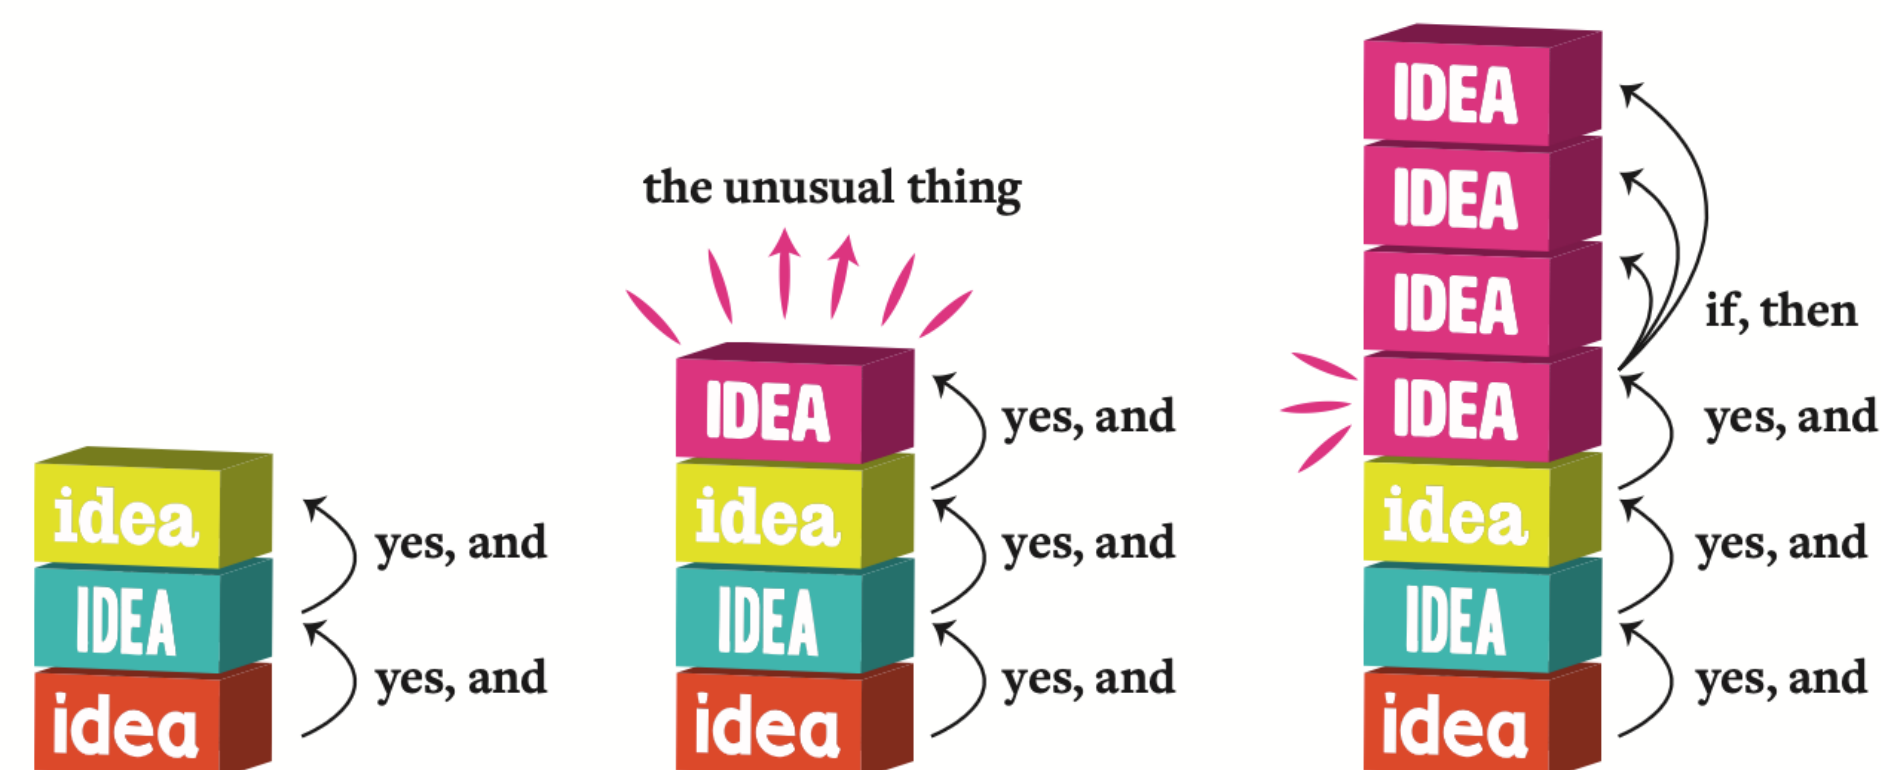 idea
yes, and
IDEA
yes, and
idea
the unusual thing
IDEA
yes, and
idea
yes, and
IDEA
yes, and
idea
IDEA
IDEA
IDEA
if, then
IDEA
yes, and
idea
yes, and
IDEA
yes, and
idea